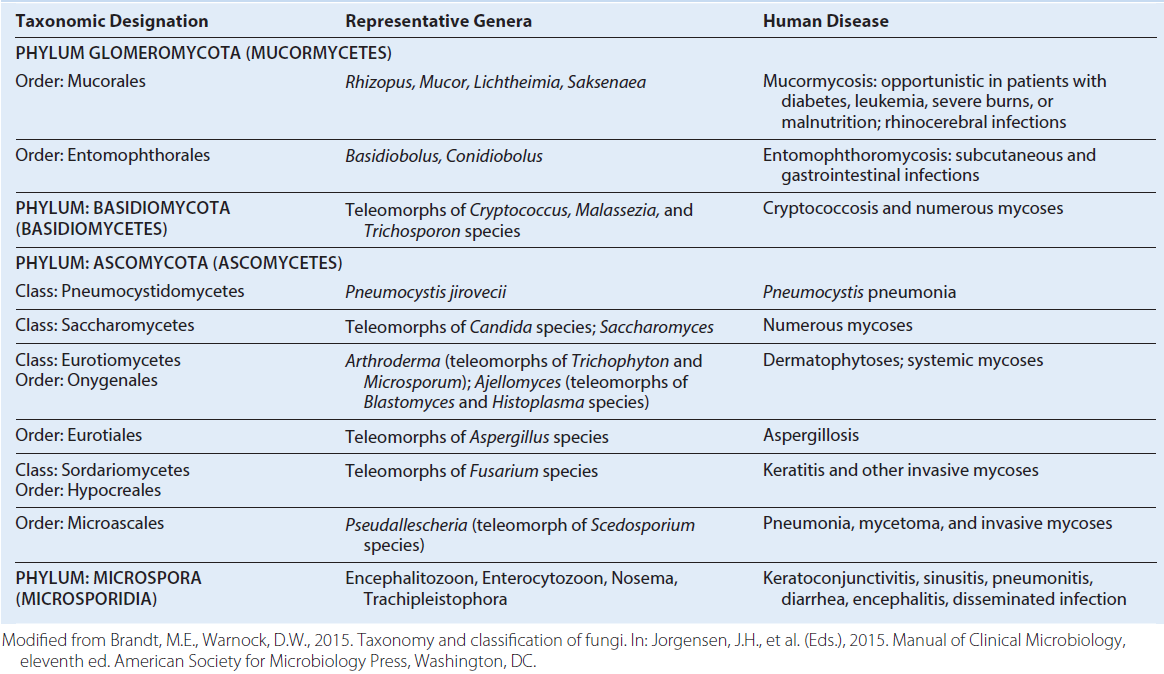 Taxonomic Designation Representative Genera Human Disease
PHYLUM GLOMEROMYCOTA (MUCORMYCETES)
Order: Mucorales Rhizopus, Mucor, Lichtheimia, Saksenaea Mucormycosis: opportunistic in patients with
diabetes, leukemia, severe burns, or
malnutrition; rhinocerebral infections
Order: Entomophthorales Basidiobolus, Conidiobolus Entomophthoromycosis: subcutaneous and
gastrointestinal infections
PHYLUM: BASIDIOMYCOTA Teleomorphs of Cryptococcus, Malassezia, and Cryptococcosis and numerous mycoses
(BASIDIOMYCETES) Trichosporon species
PHYLUM: ASCOMYCOTA (ASCOMYCETES)
Class: Pneumocystidomycetes Pneumocystis jirovecii Pneumocystis pneumonia
Class: Saccharomycetes Teleomorphs of Candida species; Saccharomyces Numerous mycoses
Class: Eurotiomycetes Arthroderma (teleomorphs of Trichophyton and Dermatophytoses; systemic mycoses
Order: Onygenales Microsporum); Ajellomyces (teleomorphs of
Blastomyces and Histoplasma species)
Order: Eurotiales Teleomorphs of Aspergillus species Aspergillosis
Class: Sordariomycetes Teleomorphs of Fusarium species Keratitis and other invasive mycoses
Order: Hypocreales
Order: Microascales Pseudallescheria (teleomorph of Scedosporium Pneumonia, mycetoma, and invasive mycoses
species)
PHYLUM: MICROSPORA Encephalitozoon, Enterocytozoon, Nosema, Keratoconjunctivitis, sinusitis, pneumonitis,
(MICROSPORIDIA) Trachipleistophora diarrhea, encephalitis, disseminated infection
Modified from Brandt, M.E., Warnock, D.W., 2015. Taxonomy and classification of fungi. In: Jorgensen, J.H., et al. (Eds.), 2015. Manual of Clinical Microbiology,
eleventh ed. American Society for Microbiology Press, Washington, DC.